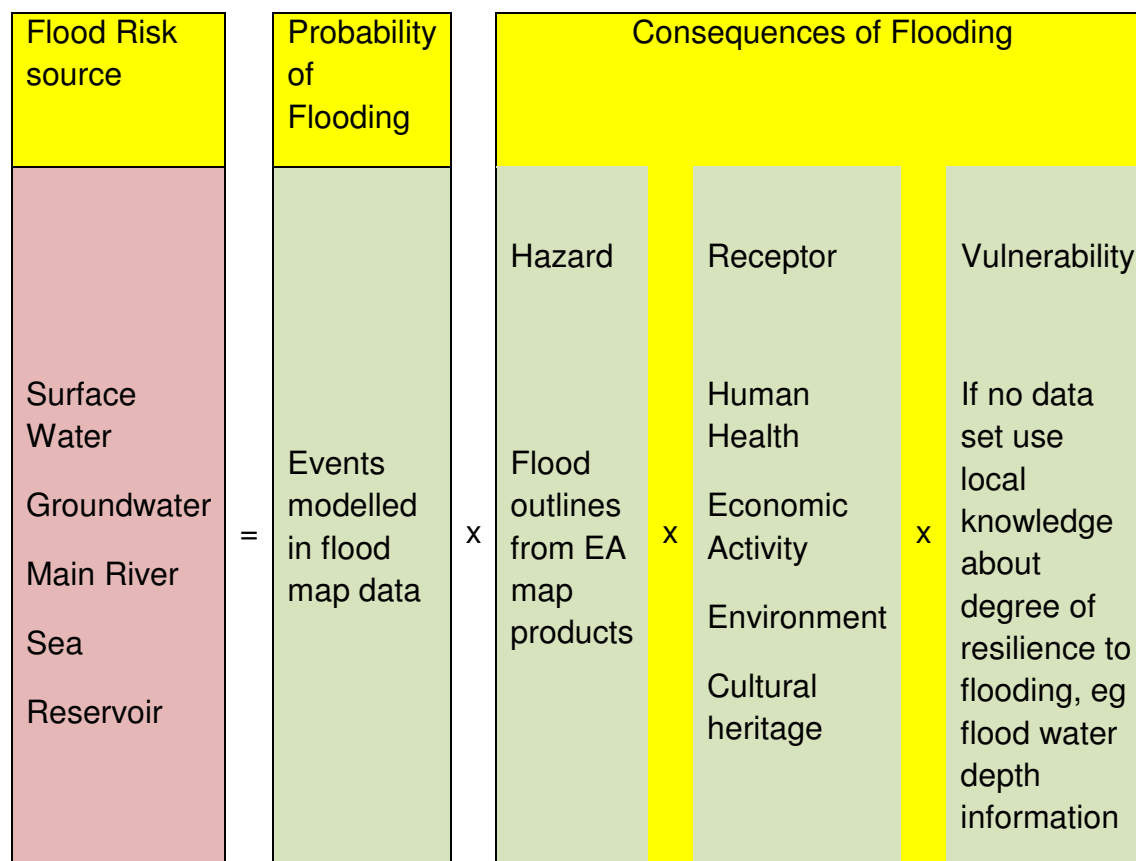 Flood Risk
source
Probability
of
Flooding
Consequences of Flooding
Surface
Water
Groundwater
Main River
Sea
Reservoir
=
Events
modelled
in flood
map data
x
Hazard
Flood
outlines
from EA
map
products
x
Receptor
Human
Health
Economic
Activity
Environment
Cultural
heritage
x
Vulnerability
If no data
set use
local
knowledge
about
degree of
resilience to
flooding, eg
flood water
depth
information